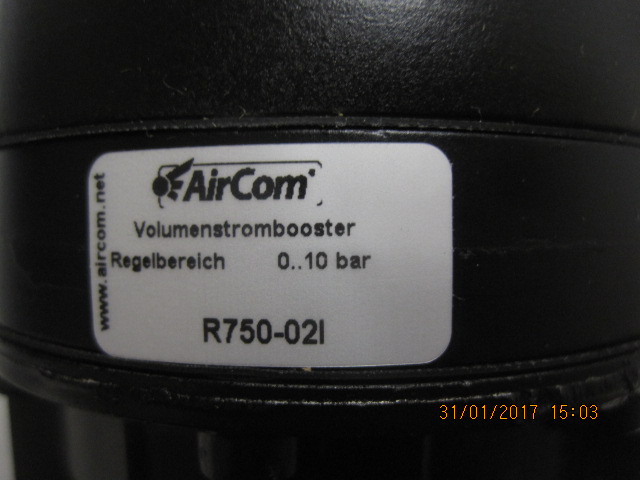 AirCom
Volumenstrombooster
Regelbereich 0..10 bar
R750-02I
www.aircom.net
31/01/2017 15:03